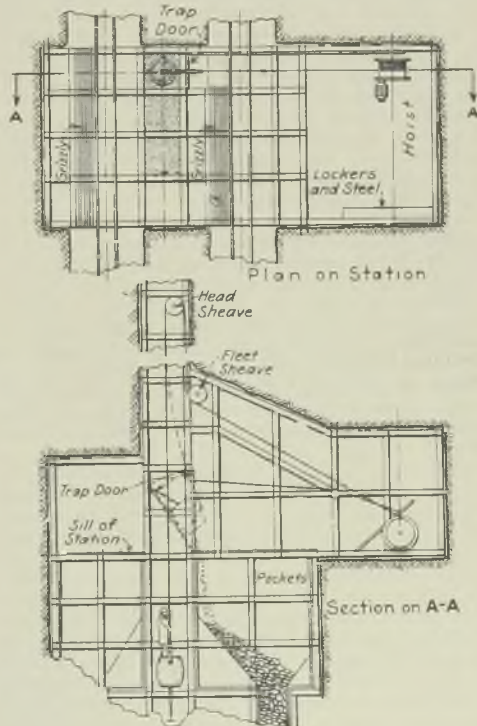 Trap
Door
A
A
Grizzly
Grizzly
Hoist
Lockers
and Steel
Plan on Station
Head
Sheave
Fleet
Sheave
Trap Door
Sill of
Station
Pockets
Section on A-A